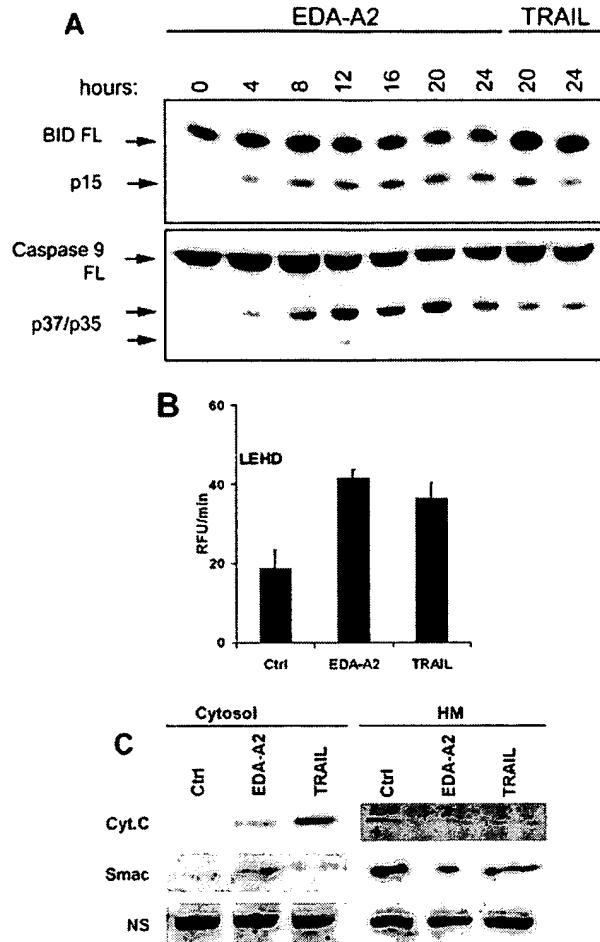 A
EDA-A2 TRAIL
hours: 0 4 8 12 16 20 24 20 24
BID FL
p15
Caspase 9
FL
p37/p35
B
60
LEHD
40
RFU/min
20
0
Ctrl EDA-A2 TRAIL
C
Cytosol HM
Ctrl EDA-A2 TRAIL Ctrl EDA-A2 TRAIL
Cyt.C
Smac
NS